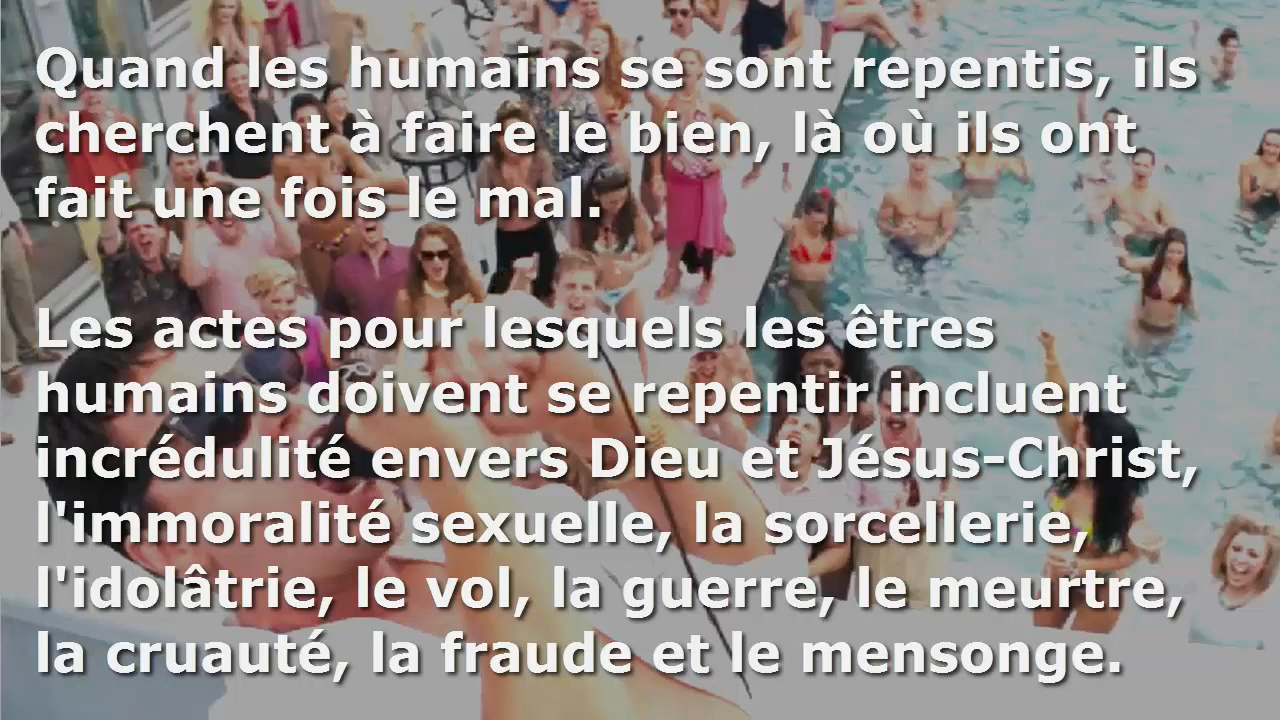 Quand les humains se sont repentis, ils
cherchent à faire le bien, là où ils ont
fait une fois le mal.
Les actes pour lesquels les êtres
humains doivent se repentir incluent
incrédulité envers Dieu et Jésus-Christ,
l'immoralité sexuelle, la sorcellerie,
l'idolâtrie, le vol, la guerre, le meurtre,
la cruauté, la fraude et le mensonge.